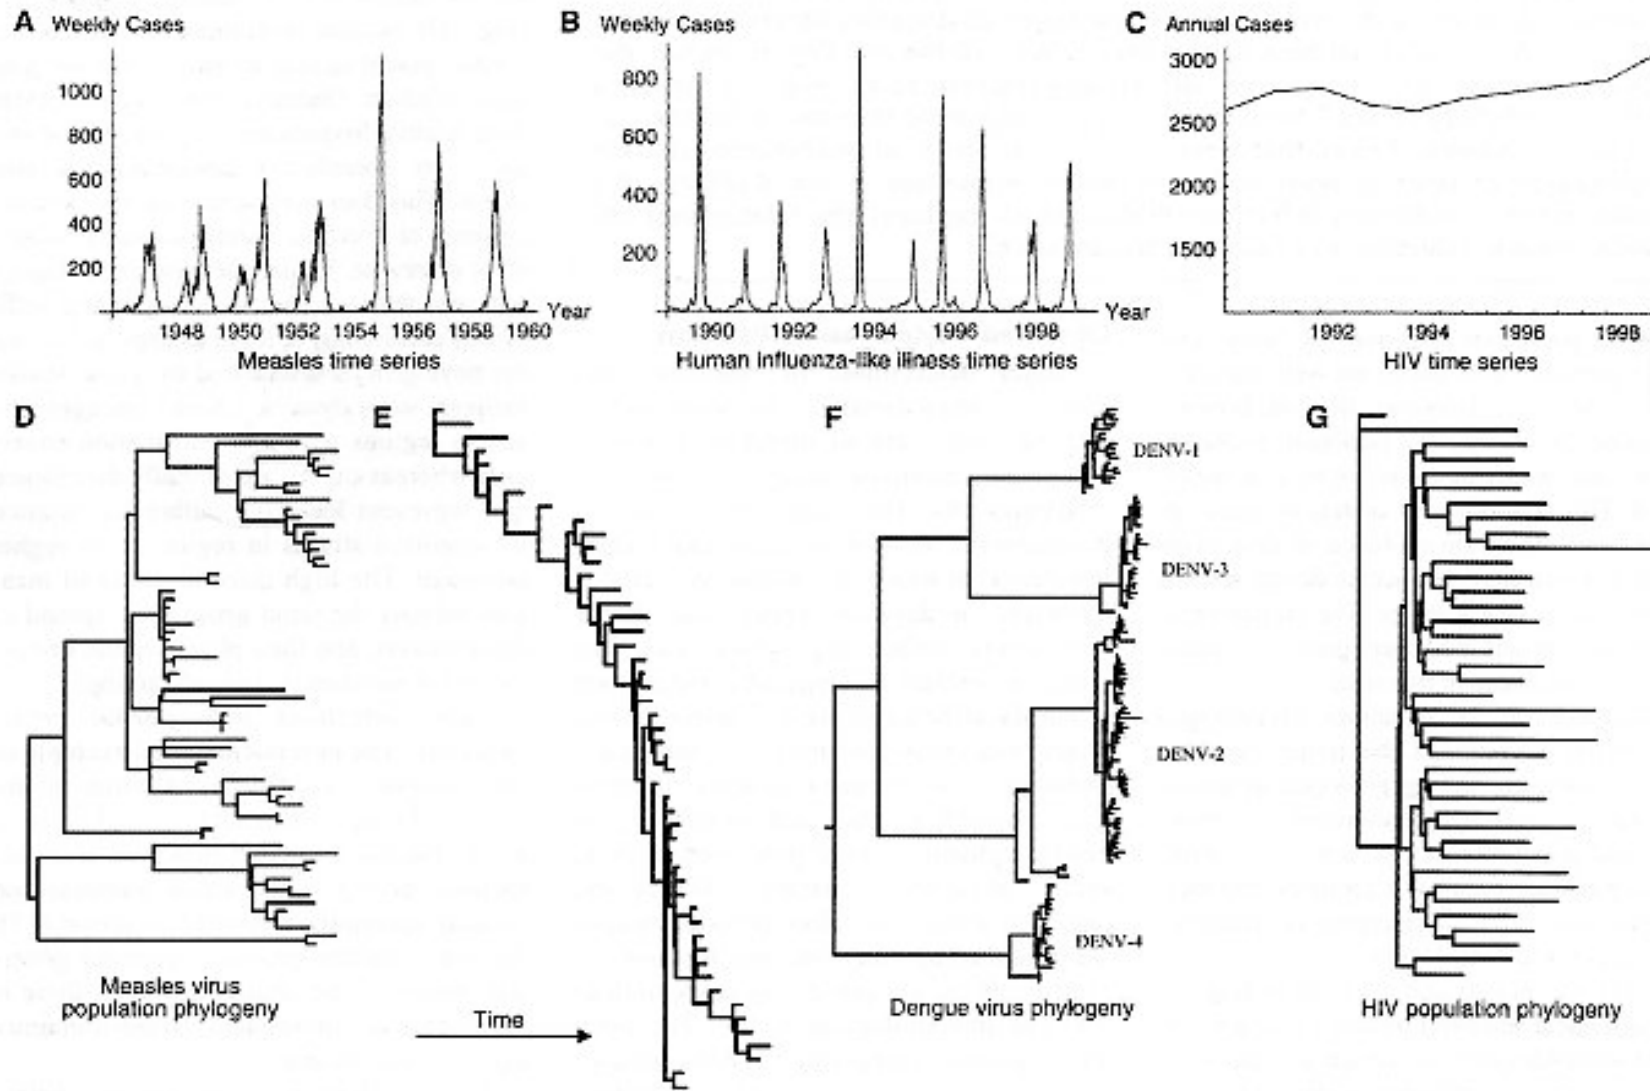 A Weekly Cases
1000
800
600
400
200
Year
1948 1950 1952 1954 1956 1958 1960
Measles time series
B Weekly Cases
800
600
400
200
Year
1990 1992 1994 1996 1998
Human Influenza-like illness time series
C Annual Cases
3000
2500
2000
1500
1992 1994 1996 1998
HIV time series
D
Measles virus
population phylogeny
E
Time
F
DENV-1
DENV-3
DENV-2
DENV-4
Dengue virus phylogeny
G
HIV population phylogeny